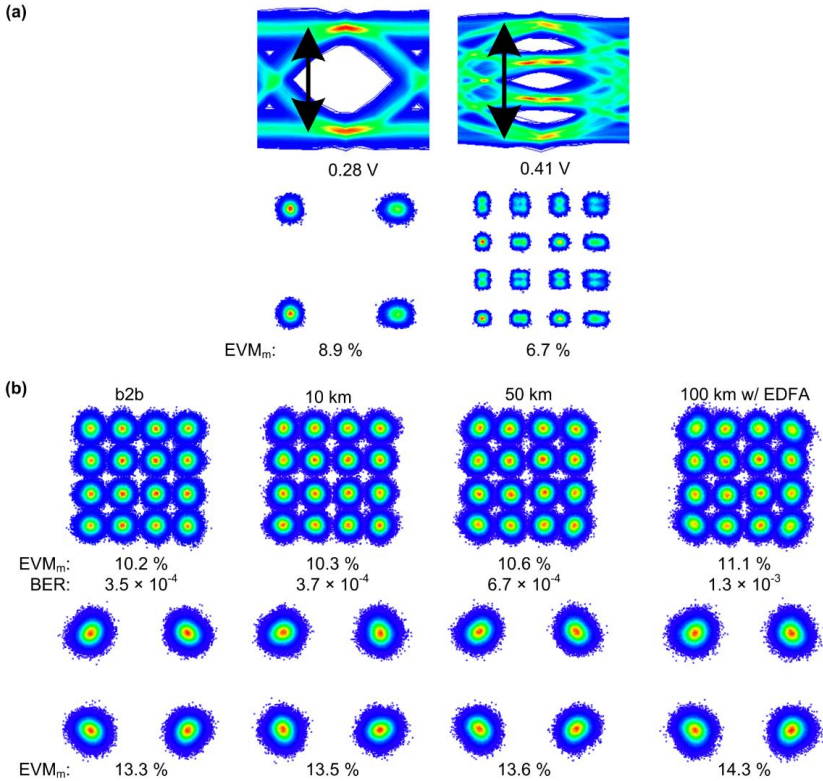 (a)
0.28 V 0.41 V
EVMₘ: 8.9 % 6.7 %
(b)
b2b 10 km 50 km 100 km w/ EDFA
EVMₘ: 10.2 % 10.3 % 10.6 % 11.1 %
BER: 3.5 × 10⁻⁴ 3.7 × 10⁻⁴ 6.7 × 10⁻⁴ 1.3 × 10⁻³
EVMₘ: 13.3 % 13.5 % 13.6 % 14.3 %